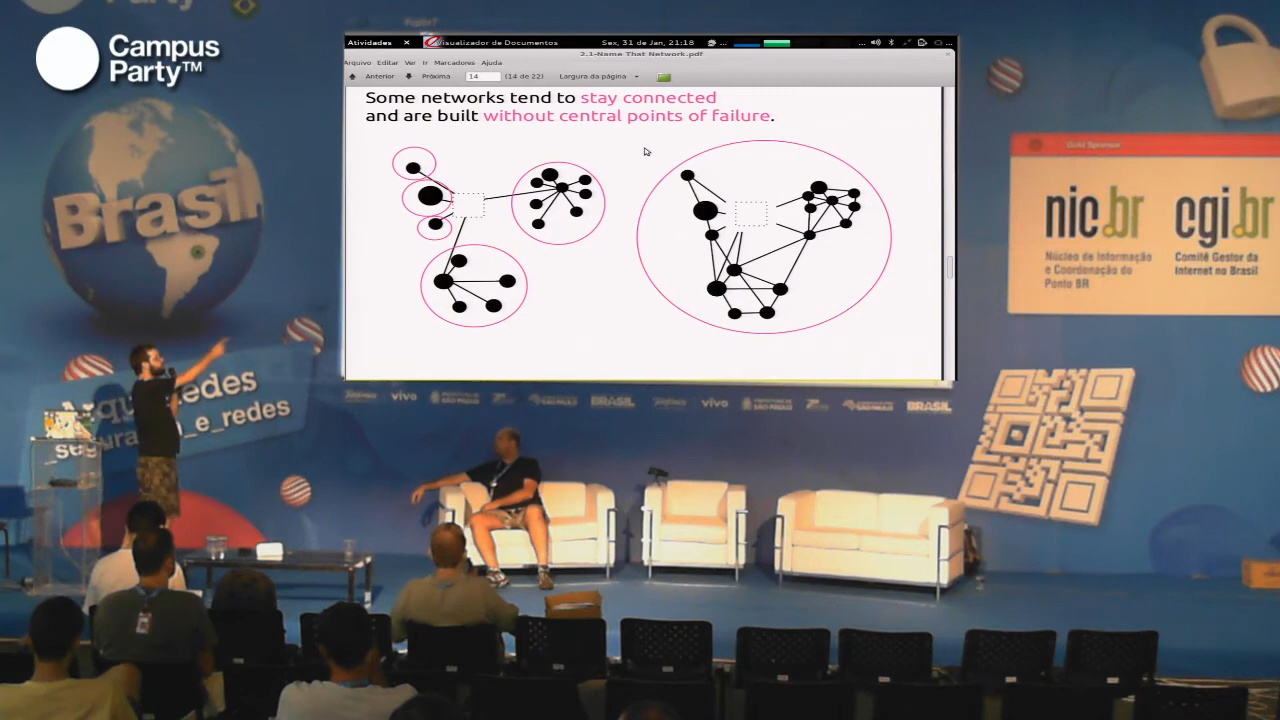 Campus
Party™
Atividades
Visualizador de Documentos
Sex, 31 de Jan, 21:18
2.1-Name That Network.pdf
Arquivo Editar Ver Ir Marcadores Ajuda
Anterior Próxima 14 (14 de 22) Largura da página
Some networks tend to stay connected
and are built without central points of failure.
Brasil
Gold Sponsor
nic.br
Núcleo de Informação
e Coordenação do
Ponto BR
cgi.br
Comitê Gestor da
Internet no Brasil
redes
segurança_e_redes
vivo
BRASIL
vivo
BRASIL